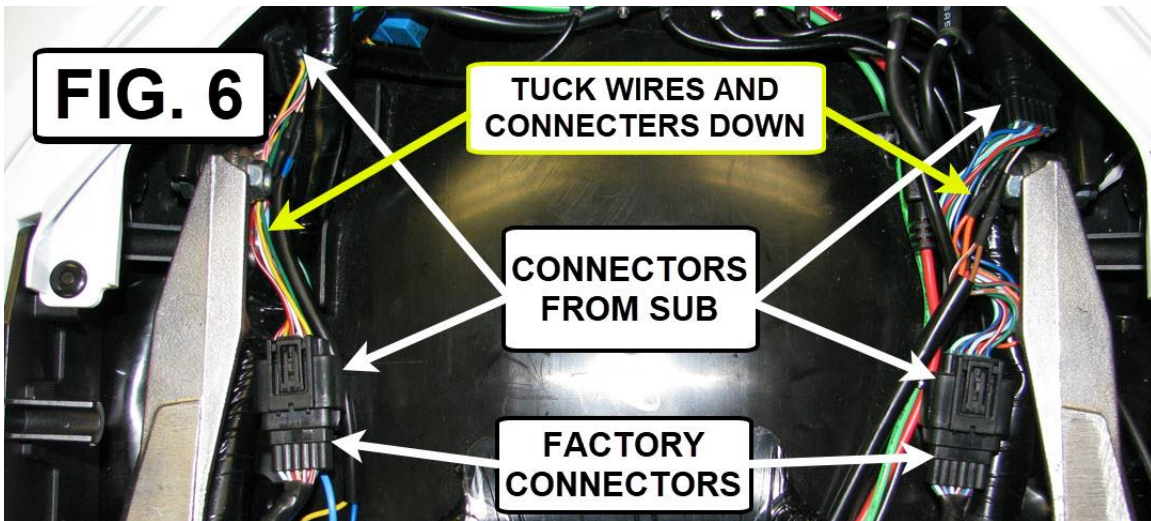 FIG. 6
TUCK WIRES AND
CONNECTERS DOWN
CONNECTORS
FROM SUB
FACTORY
CONNECTORS